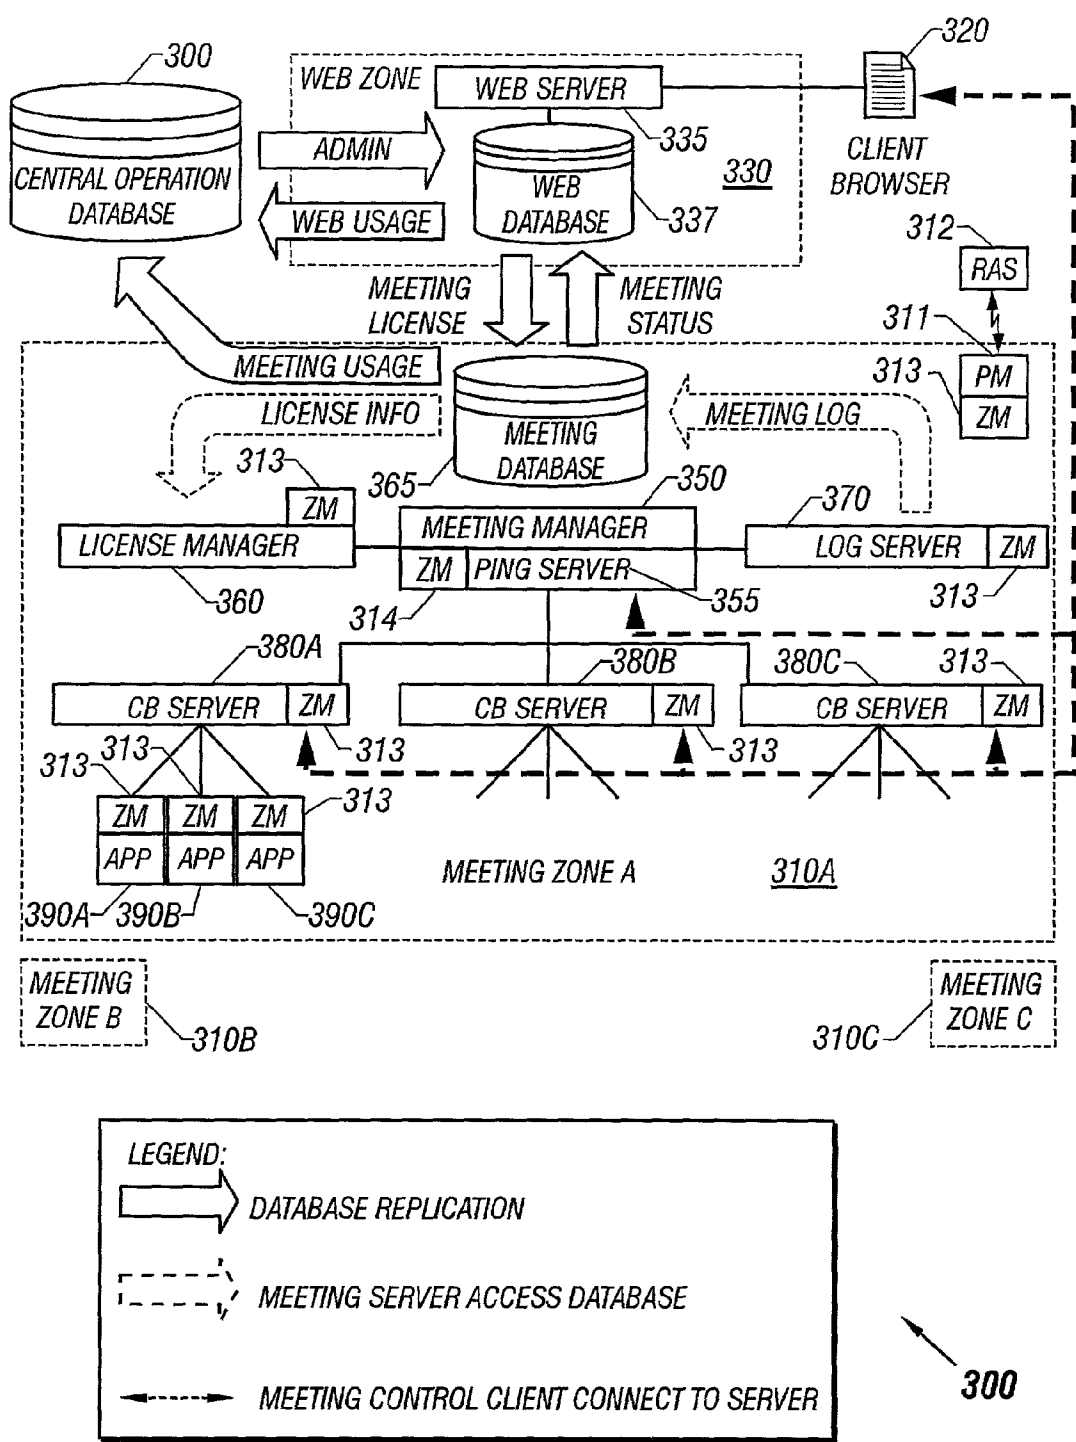 300
320
WEB ZONE
WEB SERVER
335
ADMIN
CENTRAL OPERATION
DATABASE
WEB
DATABASE
330
337
CLIENT
BROWSER
WEB USAGE
312
RAS
MEETING
LICENSE
MEETING
STATUS
311
MEETING USAGE
313
PM
ZM
LICENSE INFO
MEETING LOG
MEETING
DATABASE
313
365
350
370
ZM
LICENSE MANAGER
MEETING MANAGER
LOG SERVER
ZM
ZM
PING SERVER
360
314
355
313
380A
380B
380C
313
CB SERVER
ZM
CB SERVER
ZM
CB SERVER
ZM
313
313
313
313
313
ZM
ZM
ZM
APP
APP
APP
MEETING ZONE A
310A
390A
390B
390C
MEETING
ZONE B
310B
MEETING
ZONE C
310C
LEGEND:
DATABASE REPLICATION
MEETING SERVER ACCESS DATABASE
MEETING CONTROL CLIENT CONNECT TO SERVER
300